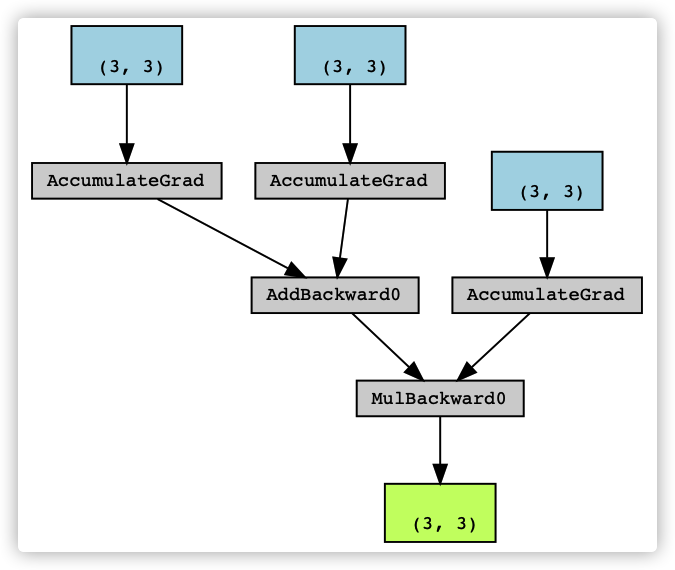 (3, 3)
(3, 3)
AccumulateGrad
AccumulateGrad
(3, 3)
AddBackward0
AccumulateGrad
MulBackward0
(3, 3)